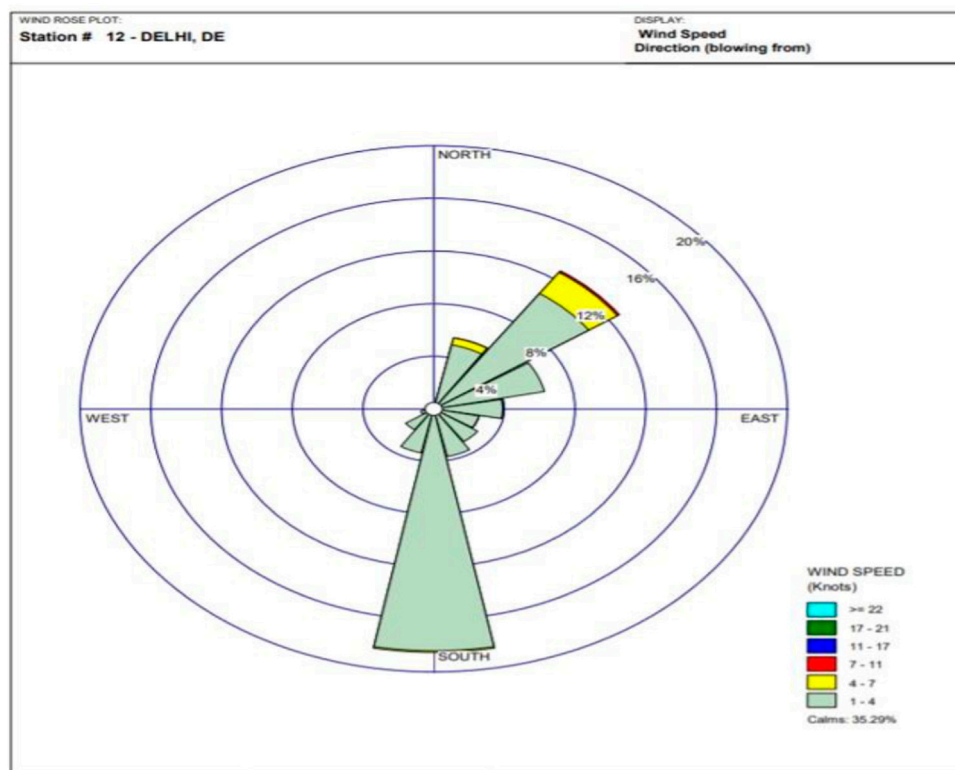 WIND ROSE PLOT:
Station # 12 - DELHI, DE
DISPLAY:
Wind Speed
Direction (blowing from)
NORTH
20%
16%
12%
8%
4%
WEST
EAST
SOUTH
WIND SPEED
(Knots)
>= 22
17 - 21
11 - 17
7 - 11
4 - 7
1 - 4
Calms: 35.29%